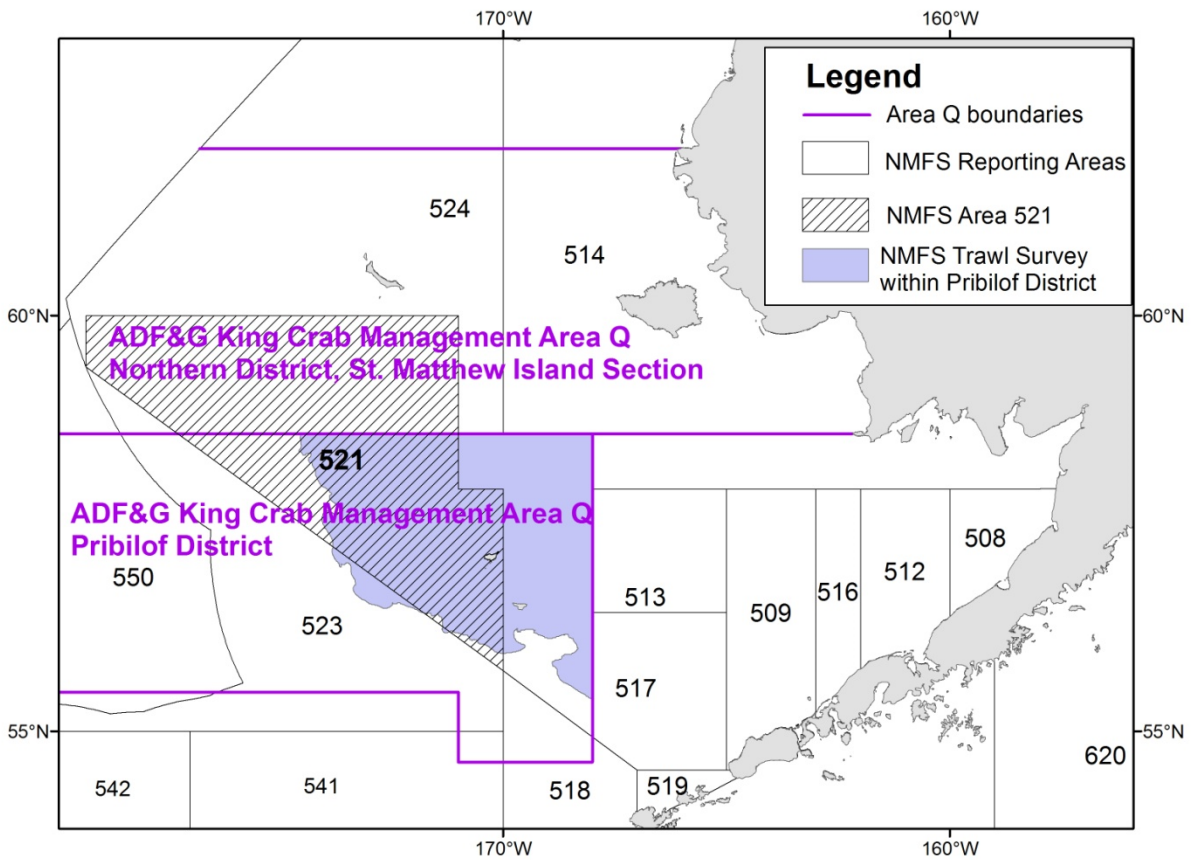 170°W
160°W
Legend
Area Q boundaries
NMFS Reporting Areas
NMFS Area 521
NMFS Trawl Survey
within Pribilof District
524
514
60°N
60°N
ADF&G King Crab Management Area Q
Northern District, St. Matthew Island Section
521
ADF&G King Crab Management Area Q
Pribilof District
550
523
513
509
516
512
508
517
55°N
55°N
542
541
518
519
620
170°W
160°W